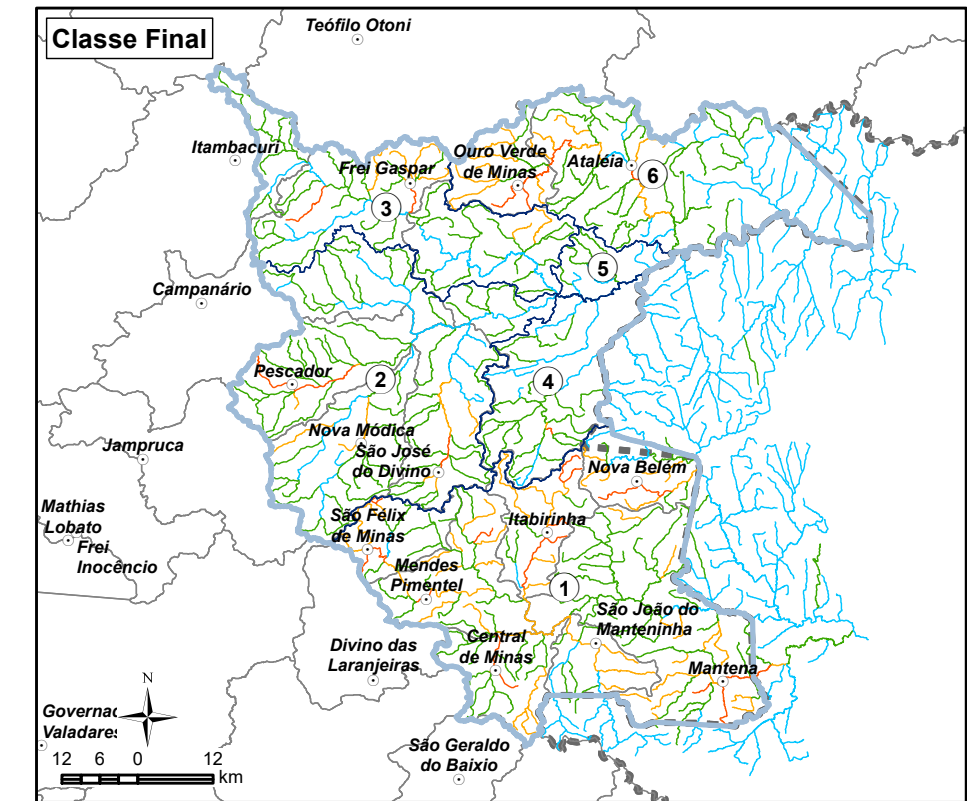 Classe Final
Teófilo Otoni
Itambacuri
Frei Gaspar
Ouro Verde
de Minas
Ataléia
6
3
5
Campanário
Pescador
2
4
Nova Módica
São José
do Divino
Jampruca
Nova Belém
Mathias
Lobato
Frei
Inocêncio
São Félix
de Minas
Itabirinha
Mendes
Pimentel
1
São João do
Manteninha
Divino das
Laranjeiras
Central
de Minas
Mantena
N
Governad
Valadares
São Geraldo
do Baixio
12 6 0 12
km